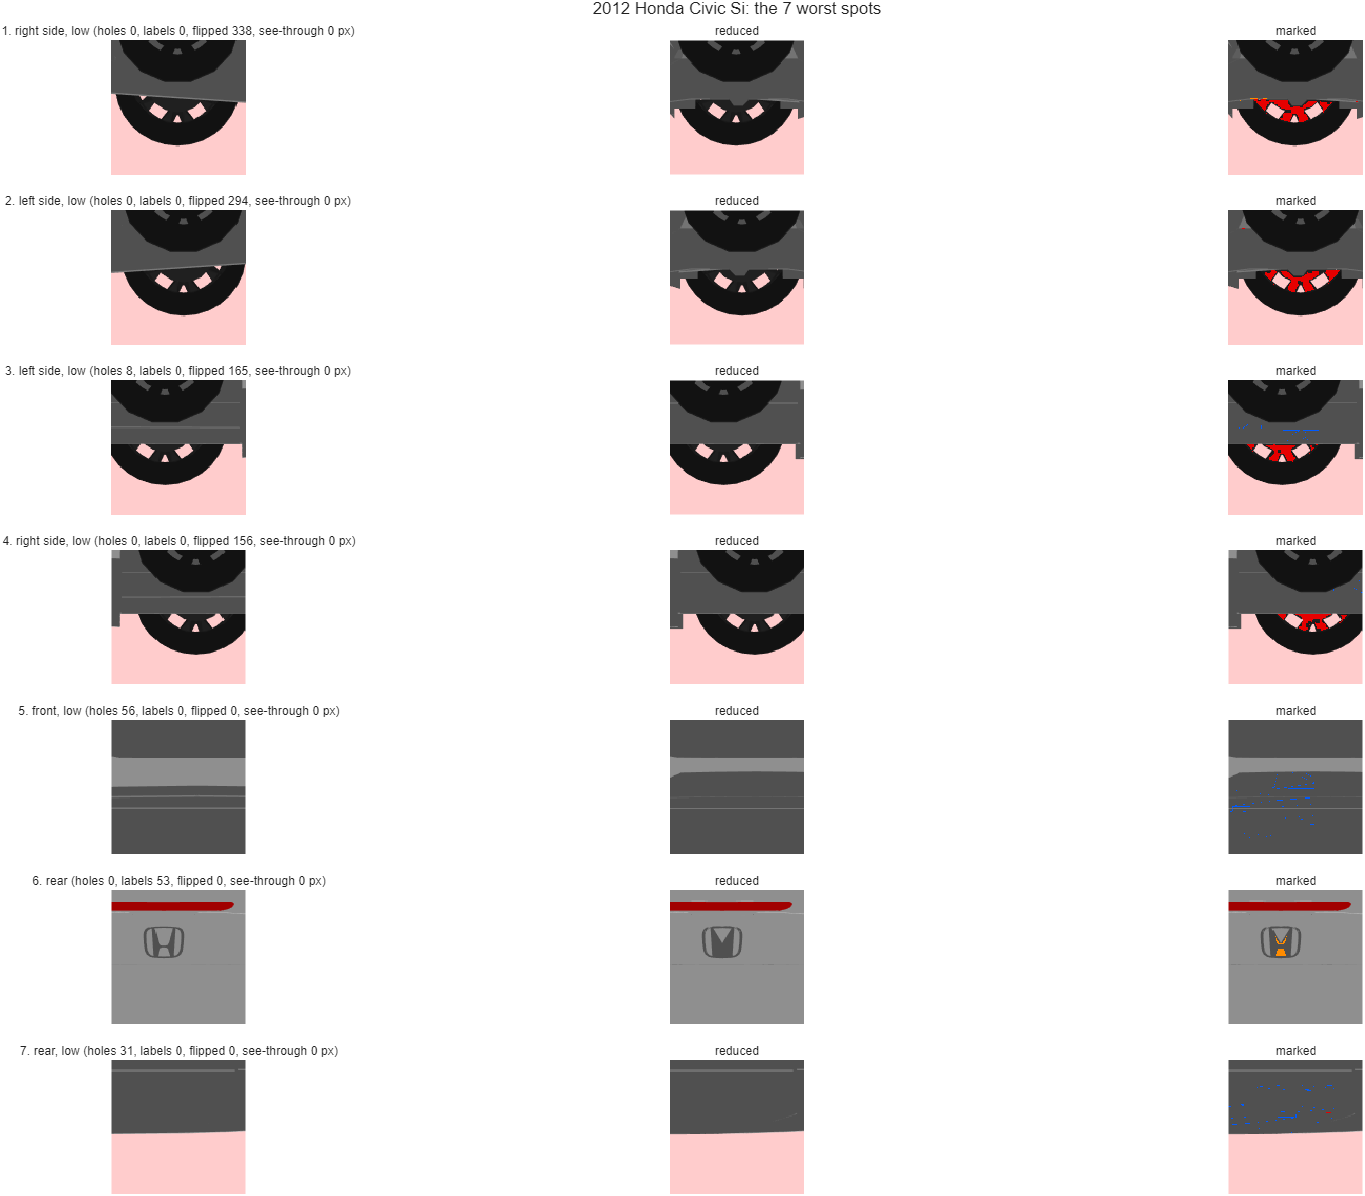 2012 Honda Civic Si: the 7 worst spots
1. right side, low (holes 0, labels 0, flipped 338, see-through 0 px)
reduced
marked
2. left side, low (holes 0, labels 0, flipped 294, see-through 0 px)
reduced
marked
3. left side, low (holes 8, labels 0, flipped 165, see-through 0 px)
reduced
marked
4. right side, low (holes 0, labels 0, flipped 156, see-through 0 px)
reduced
marked
5. front, low (holes 56, labels 0, flipped 0, see-through 0 px)
reduced
marked
6. rear (holes 0, labels 53, flipped 0, see-through 0 px)
reduced
marked
7. rear, low (holes 31, labels 0, flipped 0, see-through 0 px)
reduced
marked